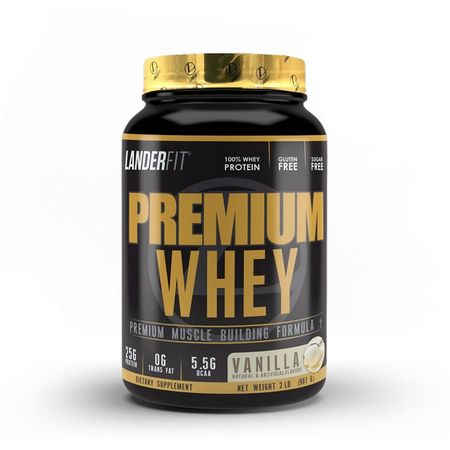 LANDERFIT®
100% WHEY
PROTEIN
GLUTEN
FREE
SUGAR
FREE
PREMIUM
WHEY
PREMIUM MUSCLE BUILDING FORMULA +
25G
PROTEIN
0G
TRANS FAT
5.5G
BCAA
VANILLA
NATURAL & ARTIFICIAL FLAVORS
DIETARY SUPPLEMENT
NET WEIGHT 2 LB (907 G)